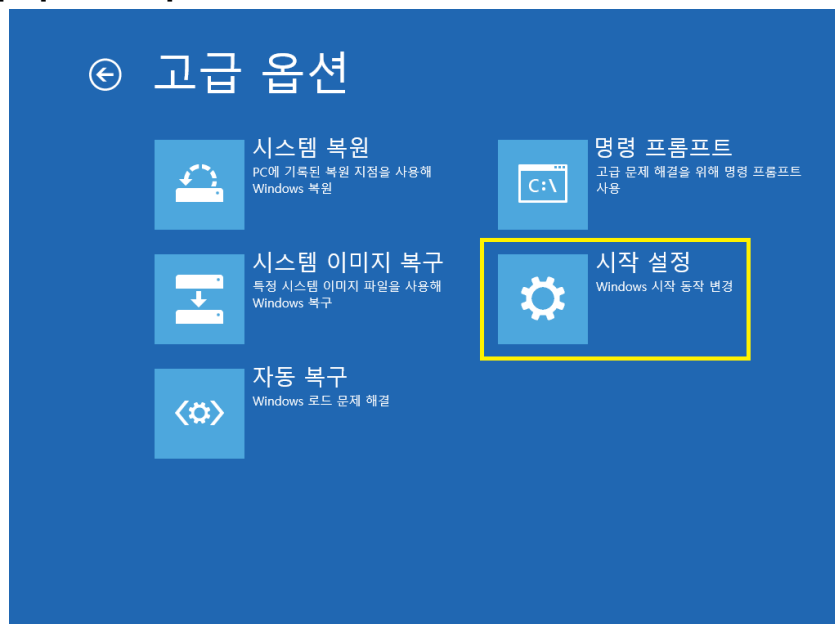 고급 옵션
시스템 복원
PC에 기록된 복원 지점을 사용해
Windows 복원
시스템 이미지 복구
특정 시스템 이미지 파일을 사용해
Windows 복구
자동 복구
Windows 로드 문제 해결
명령 프롬프트
고급 문제 해결을 위해 명령 프롬프트
사용
C:\
시작 설정
Windows 시작 동작 변경